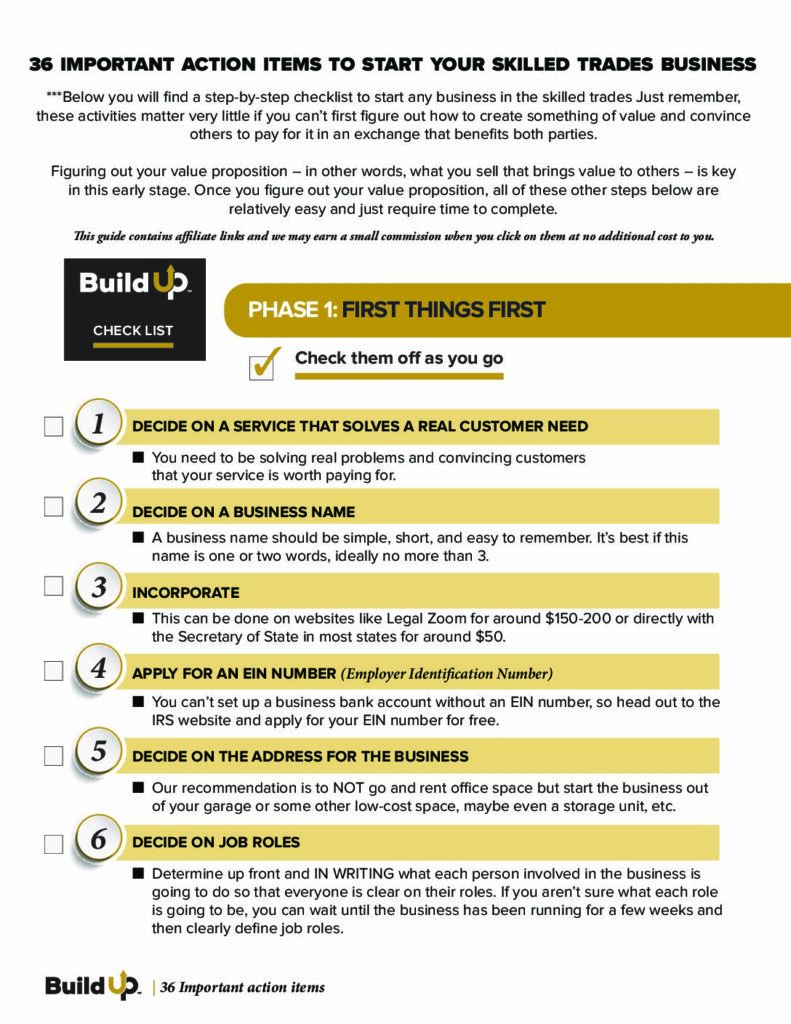 36 IMPORTANT ACTION ITEMS TO START YOUR SKILLED TRADES BUSINESS
***Below you will find a step-by-step checklist to start any business in the skilled trades Just remember,
these activities matter very little if you can't first figure out how to create something of value and convince
others to pay for it in an exchange that benefits both parties.
Figuring out your value proposition – in other words, what you sell that brings value to others – is key
in this early stage. Once you figure out your value proposition, all of these other steps below are
relatively easy and just require time to complete.
This guide contains affiliate links and we may earn a small commission when you click on them at no additional cost to you.
Build Up
CHECK LIST
PHASE 1: FIRST THINGS FIRST
Check them off as you go
1 DECIDE ON A SERVICE THAT SOLVES A REAL CUSTOMER NEED
■ You need to be solving real problems and convincing customers
that your service is worth paying for.
2 DECIDE ON A BUSINESS NAME
■ A business name should be simple, short, and easy to remember. It's best if this
name is one or two words, ideally no more than 3.
3 INCORPORATE
■ This can be done on websites like Legal Zoom for around $150-200 or directly with
the Secretary of State in most states for around $50.
4 APPLY FOR AN EIN NUMBER (Employer Identification Number)
■ You can't set up a business bank account without an EIN number, so head out to the
IRS website and apply for your EIN number for free.
5 DECIDE ON THE ADDRESS FOR THE BUSINESS
■ Our recommendation is to NOT go and rent office space but start the business out
of your garage or some other low-cost space, maybe even a storage unit, etc.
6 DECIDE ON JOB ROLES
■ Determine up front and IN WRITING what each person involved in the business is
going to do so that everyone is clear on their roles. If you aren't sure what each role
is going to be, you can wait until the business has been running for a few weeks and
then clearly define job roles.
Build Up | 36 Important action items